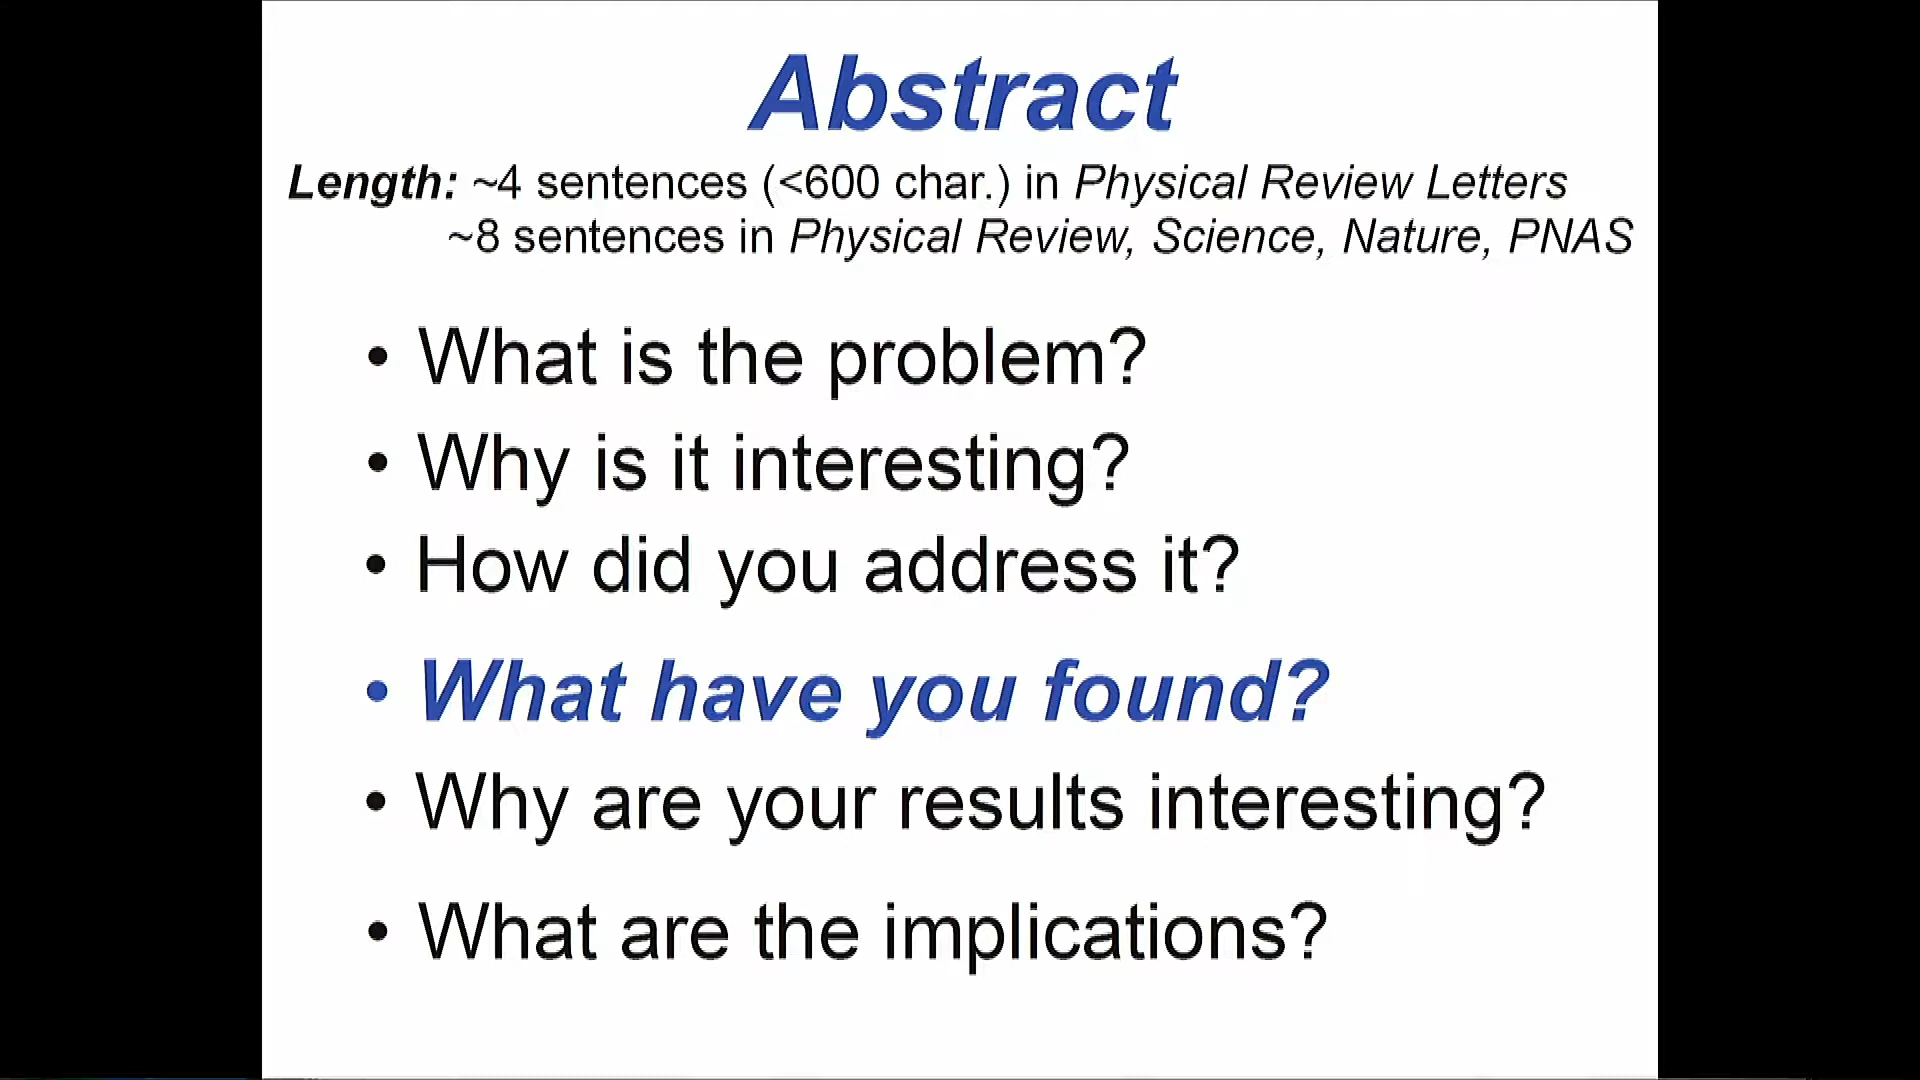 Abstract
Length: ~4 sentences (<600 char.) in Physical Review Letters
~8 sentences in Physical Review, Science, Nature, PNAS
• What is the problem?
• Why is it interesting?
• How did you address it?
• What have you found?
• Why are your results interesting?
• What are the implications?